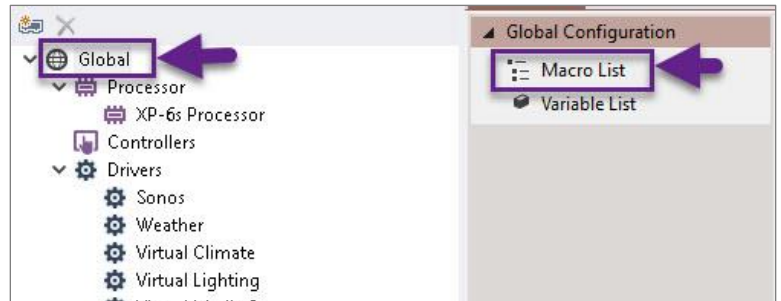 Global
Processor
XP-6s Processor
Controllers
Drivers
Sonos
Weather
Virtual Climate
Virtual Lighting
Global Configuration
Macro List
Variable List